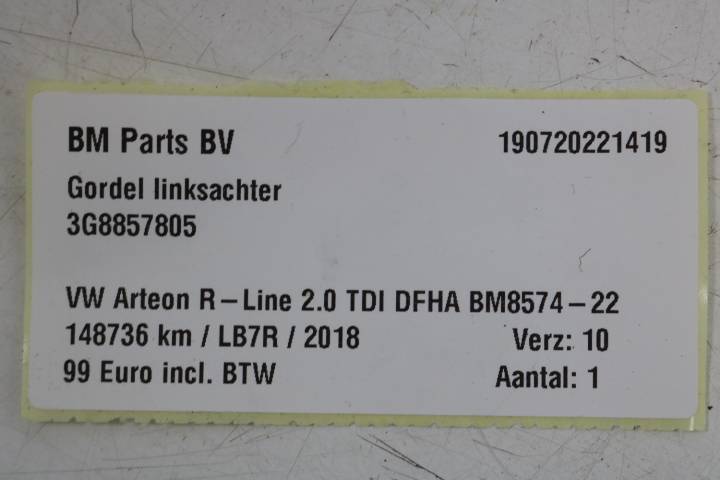 BM Parts BV 190720221419
Gordel linksachter
3G8857805
VW Arteon R-Line 2.0 TDI DFHA BM8574-22
148736 km / LB7R / 2018 Verz: 10
99 Euro incl. BTW Aantal: 1